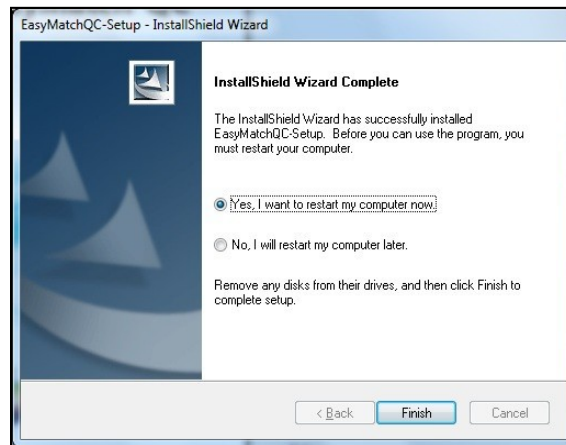 EasyMatchQC-Setup - InstallShield Wizard
InstallShield Wizard Complete
The InstallShield Wizard has successfully installed
EasyMatchQC-Setup. Before you can use the program, you
must restart your computer.
Yes, I want to restart my computer now.
No, I will restart my computer later.
Remove any disks from their drives, and then click Finish to
complete setup.
< Back
Finish
Cancel